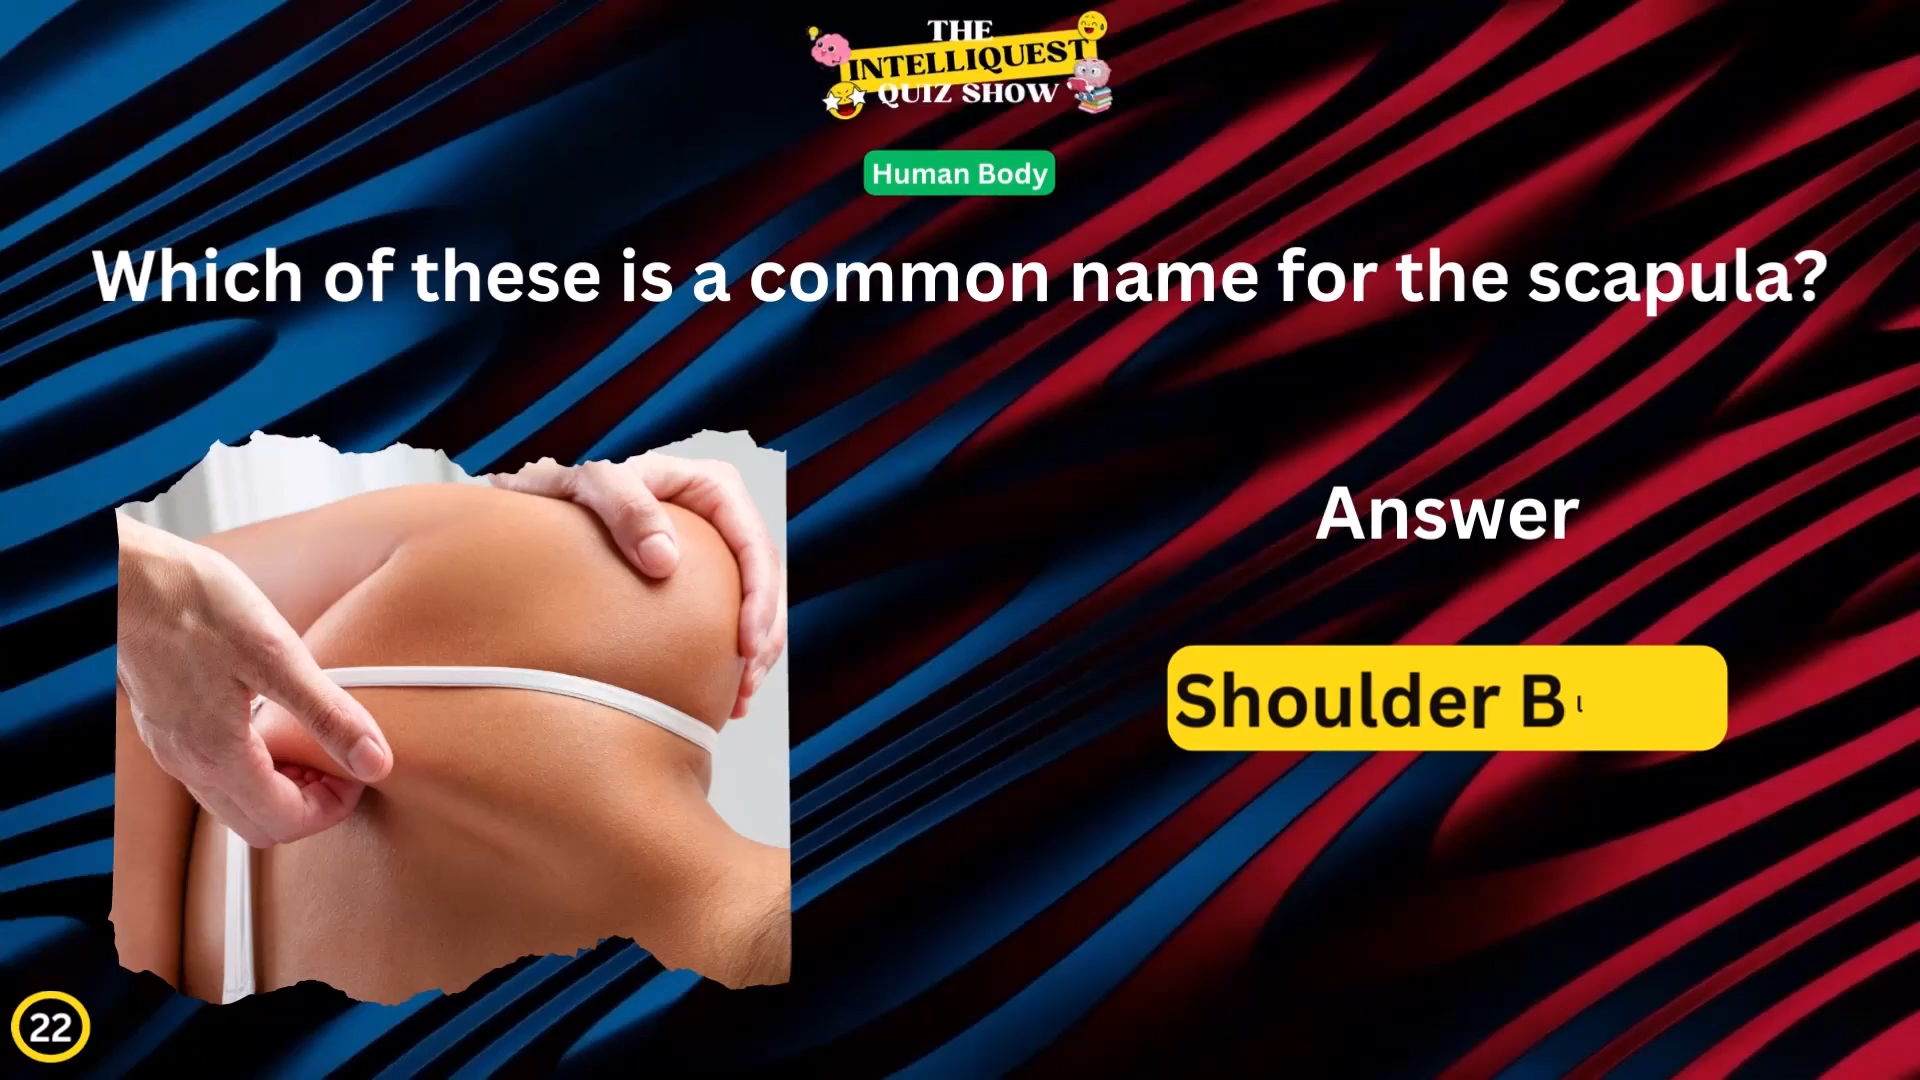 THE
INTELLIQUEST
QUIZ SHOW
Human Body
Which of these is a common name for the scapula?
Answer
Shoulder B l
22